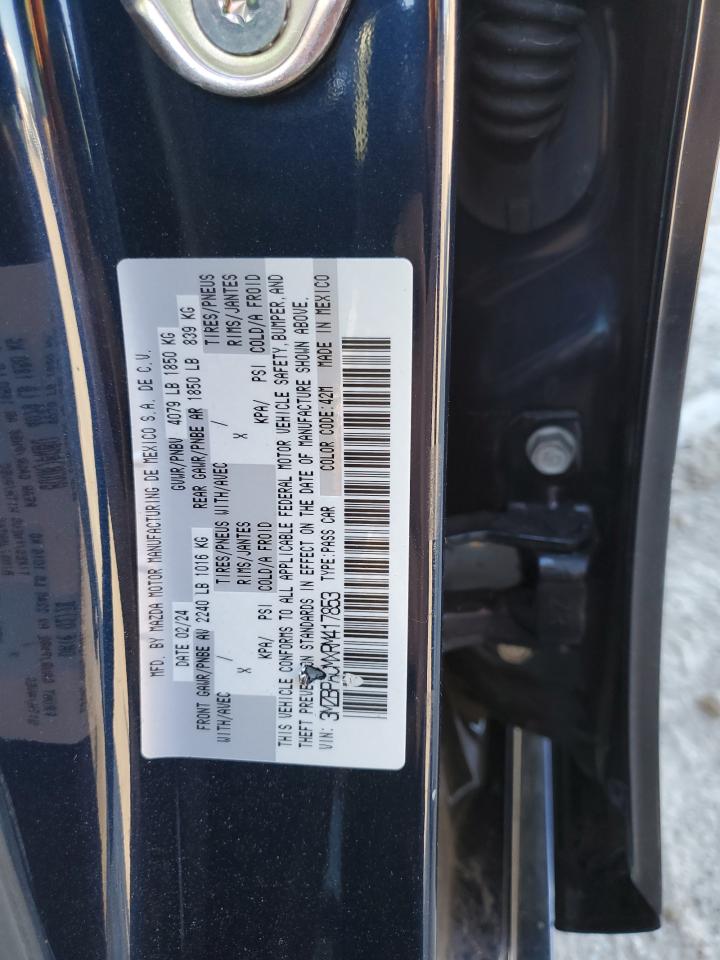 MFD. BY MAZDA MOTOR MANUFACTURING DE MEXICO S.A. DE C.V.
DATE 02/24 GVWR/PNBV 4079 LB 1850 KG
FRONT GAWR/PNBE AV 2240 LB 1016 KG REAR GAWR/PNBE AR 1850 LB 839 KG
WITH/AVEC / TIRES/PNEUS WITH/AVEC / TIRES/PNEUS
X RIMS/JANTES X RIMS/JANTES
KPA/ PSI COLD/A FROID KPA/ PSI COLD/A FROID
THIS VEHICLE CONFORMS TO ALL APPLICABLE FEDERAL MOTOR VEHICLE SAFETY, BUMPER, AND
THEFT PREVENTION STANDARDS IN EFFECT ON THE DATE OF MANUFACTURE SHOWN ABOVE.
VIN: TYPE:PASS CAR COLOR CODE:42M MADE IN MEXICO